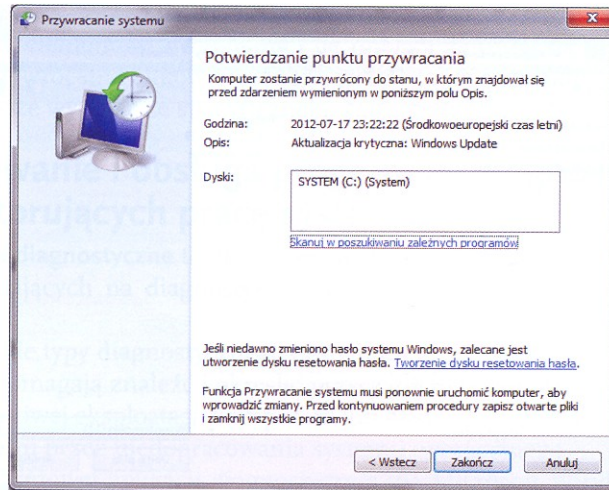 Przywracanie systemu
Potwierdzanie punktu przywracania
Komputer zostanie przywrócony do stanu, w którym znajdował się
przed zdarzeniem wymienionym w poniższym polu Opis.
Godzina: 2012-07-17 23:22:22 (Środkowoeuropejski czas letni)
Opis: Aktualizacja krytyczna: Windows Update
Dyski: SYSTEM (C:) (System)
Skanuj w poszukiwaniu zależnych programów
Jeśli niedawno zmieniono hasło systemu Windows, zalecane jest
utworzenie dysku resetowania hasła. Tworzenie dysku resetowania hasła.
Funkcja Przywracanie systemu musi ponownie uruchomić komputer, aby
wprowadzić zmiany. Przed kontynuowaniem procedury zapisz otwarte pliki
i zamknij wszystkie programy.
< Wstecz Zakończ Anuluj